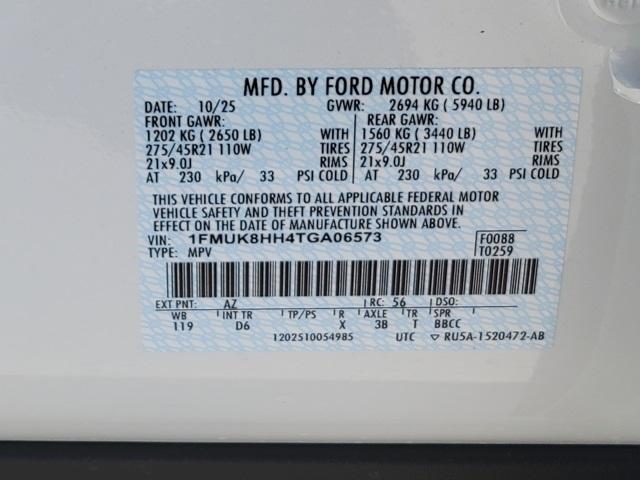 MFD. BY FORD MOTOR CO.
DATE: 10/25 GVWR: 2694 KG ( 5940 LB)
FRONT GAWR: REAR GAWR:
1202 KG ( 2650 LB) WITH 1560 KG ( 3440 LB) WITH
275/45R21 110W TIRES 275/45R21 110W TIRES
21x9.0J RIMS 21x9.0J RIMS
AT 230 kPa/ 33 PSI COLD AT 230 kPa/ 33 PSI COLD
THIS VEHICLE CONFORMS TO ALL APPLICABLE FEDERAL MOTOR
VEHICLE SAFETY AND THEFT PREVENTION STANDARDS IN
EFFECT ON THE DATE OF MANUFACTURE SHOWN ABOVE.
VIN: 1FMUK8HH4TGA06573 F0088
TYPE: MPV T0259
EXT PNT: AZ RC: 56 DSO:
WB INT TR TP/PS R AXLE TR SPR
119 D6 X 3B T BBCC
1202510054985 UTC ▽ RU5A-1520472-AB